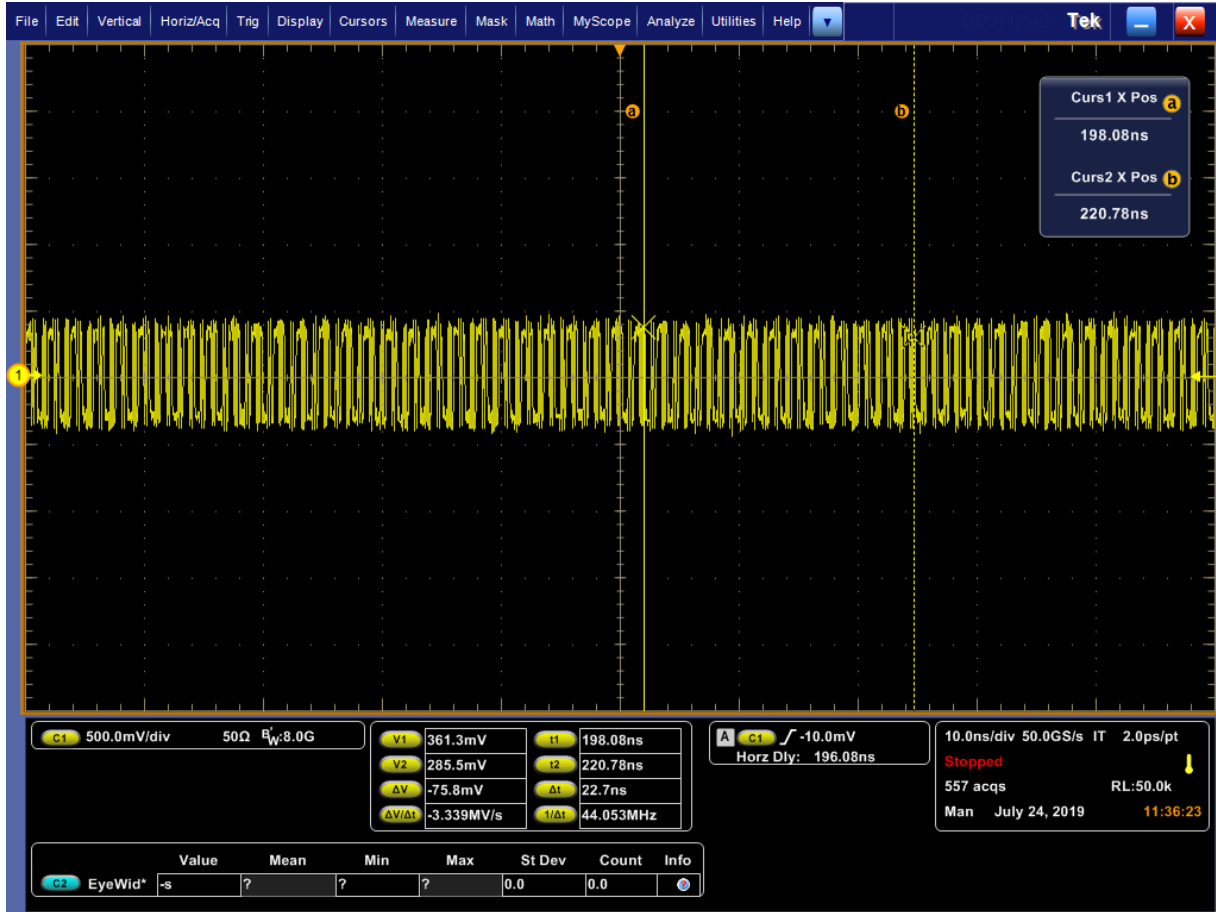 File Edit Vertical Horiz/Acq Trig Display Cursors Measure Mask Math MyScope Analyze Utilities Help Tek X
a b
Curs1 X Pos a
198.08ns
Curs2 X Pos b
220.78ns
1
C1 500.0mV/div 50Ω B'W:8.0G
V1 361.3mV t1 198.08ns
V2 285.5mV t2 220.78ns
ΔV -75.8mV Δt 22.7ns
ΔV/Δt -3.339MV/s 1/Δt 44.053MHz
A C1 -10.0mV
Horz Dly: 196.08ns
10.0ns/div 50.0GS/s IT 2.0ps/pt
Stopped
557 acqs RL:50.0k
Man July 24, 2019 11:36:23
Value Mean Min Max St Dev Count Info
C2 EyeWid* -s ? ? ? 0.0 0.0 ?